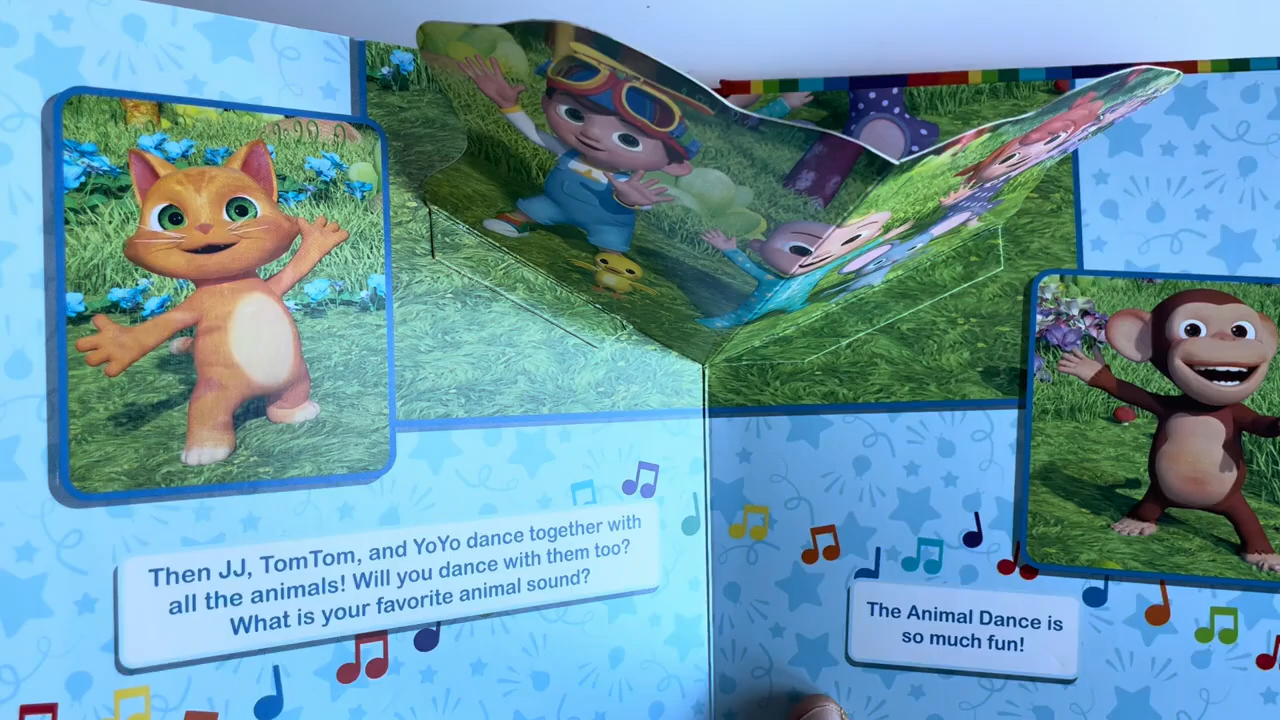 Then JJ, TomTom, and YoYo dance together with
all the animals! Will you dance with them too?
What is your favorite animal sound?
The Animal Dance is
so much fun!